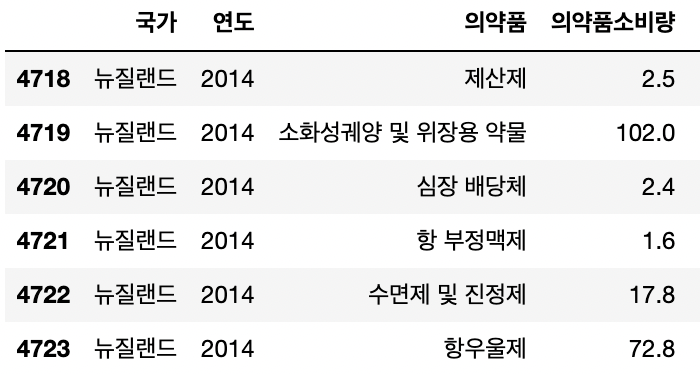 국가 연도 의약품 의약품소비량
4718 뉴질랜드 2014 제산제 2.5
4719 뉴질랜드 2014 소화성궤양 및 위장용 약물 102.0
4720 뉴질랜드 2014 심장 배당체 2.4
4721 뉴질랜드 2014 항 부정맥제 1.6
4722 뉴질랜드 2014 수면제 및 진정제 17.8
4723 뉴질랜드 2014 항우울제 72.8